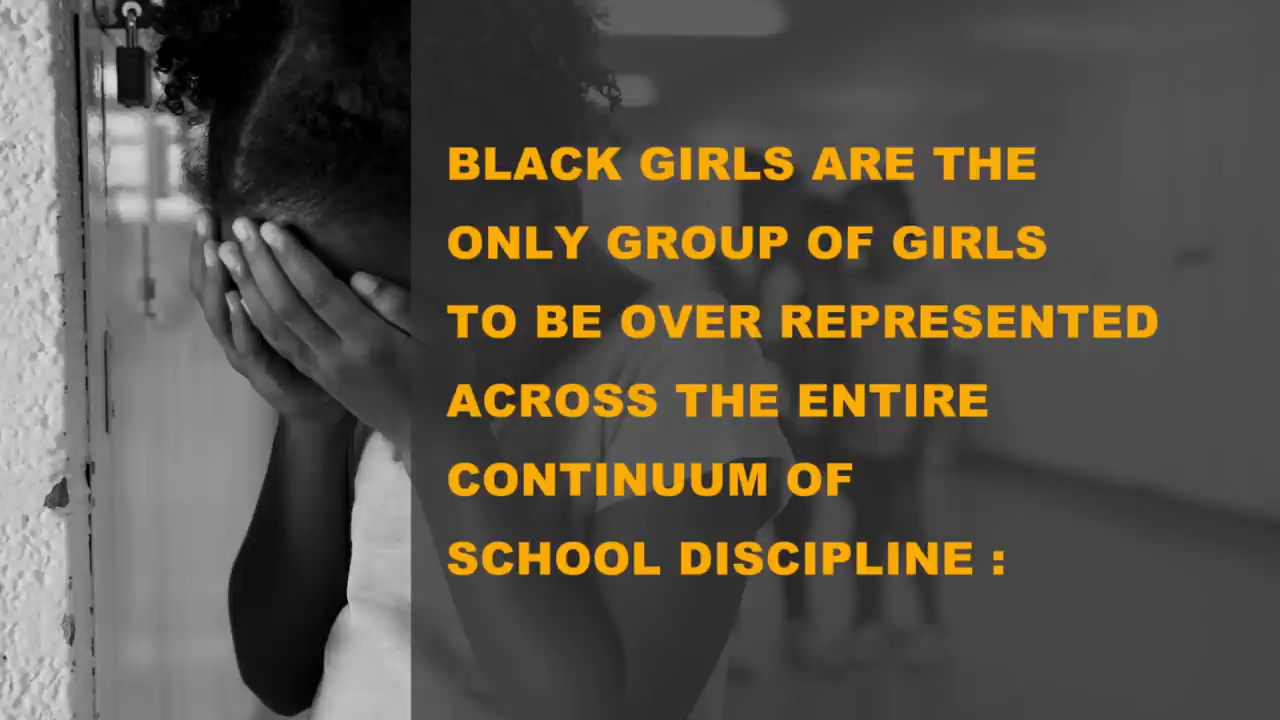 BLACK GIRLS ARE THE
ONLY GROUP OF GIRLS
TO BE OVER REPRESENTED
ACROSS THE ENTIRE
CONTINUUM OF
SCHOOL DISCIPLINE :